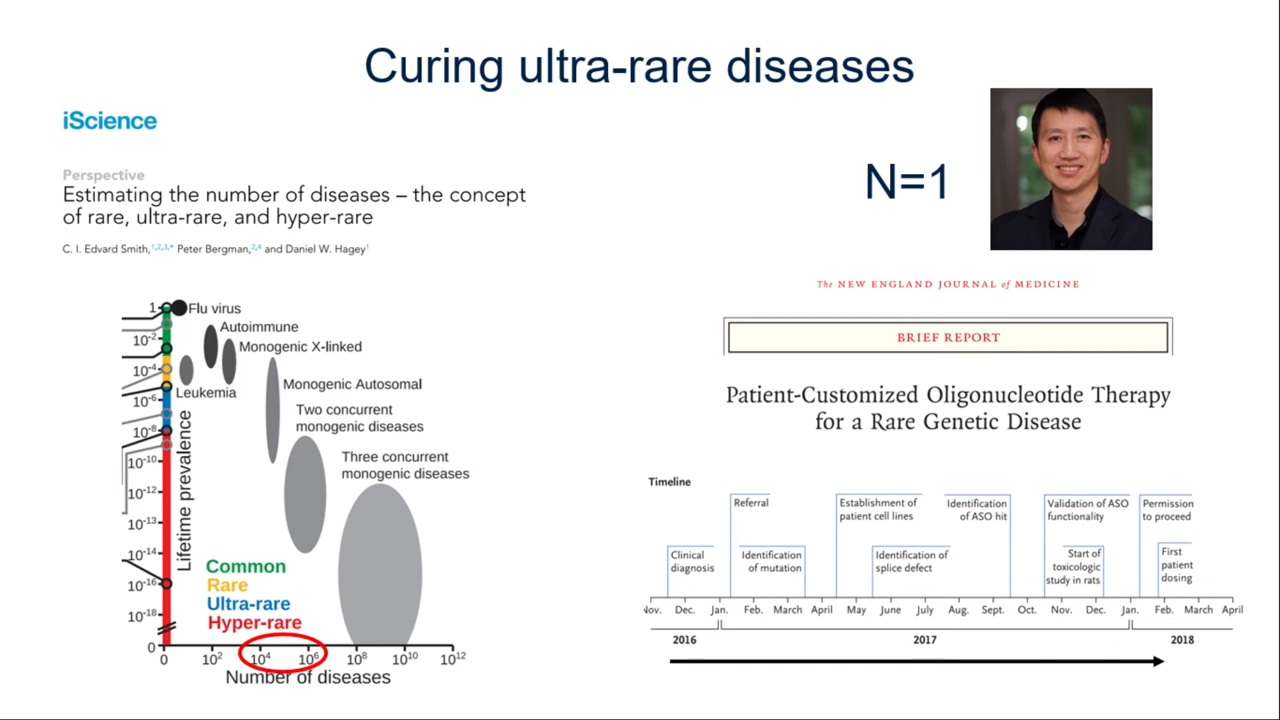 Curing ultra-rare diseases
iScience
Perspective
Estimating the number of diseases – the concept
of rare, ultra-rare, and hyper-rare
C. I. Edvard Smith,1,2,3,* Peter Bergman,2,4 and Daniel W. Hagey1
1
10-2
10-4
10-6
10-8
10-10
10-12
10-13
10-14
10-16
10-18
0
Lifetime prevalence
Flu virus
Autoimmune
Monogenic X-linked
Leukemia
Monogenic Autosomal
Two concurrent
monogenic diseases
Three concurrent
monogenic diseases
Common
Rare
Ultra-rare
Hyper-rare
0 102 104 106 108 1010 1012
Number of diseases
N=1
The NEW ENGLAND JOURNAL of MEDICINE
BRIEF REPORT
Patient-Customized Oligonucleotide Therapy
for a Rare Genetic Disease
Timeline
Referral
Establishment of
patient cell lines
Identification
of ASO hit
Validation of ASO
functionality
Permission
to proceed
Clinical
diagnosis
Identification
of mutation
Identification of
splice defect
Start of
toxicologic
study in rats
First
patient
dosing
Nov. Dec. Jan. Feb. March April May June July Aug. Sept. Oct. Nov. Dec. Jan. Feb. March April
2016 2017 2018